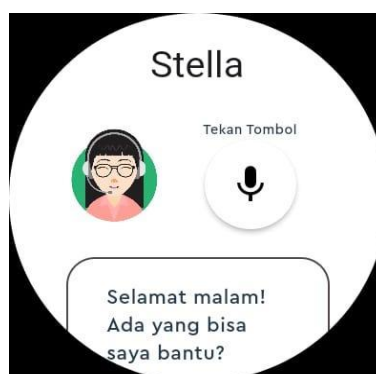 Stella
Tekan Tombol
Selamat malam!
Ada yang bisa
saya bantu?